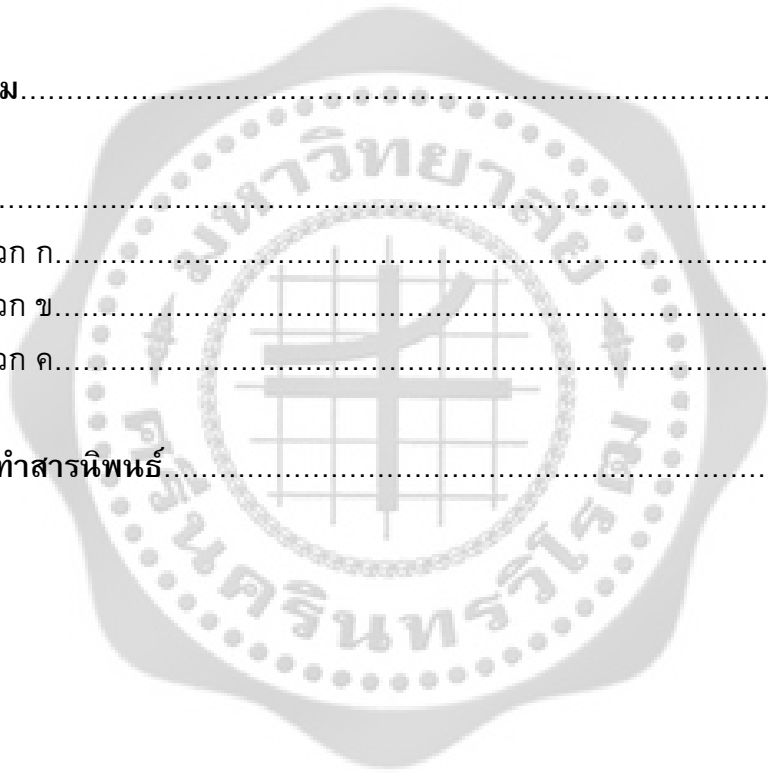 ม........................................................................
........................................................................
วก ก........................................................................
วก ข........................................................................
วก ค........................................................................
ทำสารนิพนธ์........................................................................
มหาวิทยาลัย
ศรีนครินทรวิโรฒ